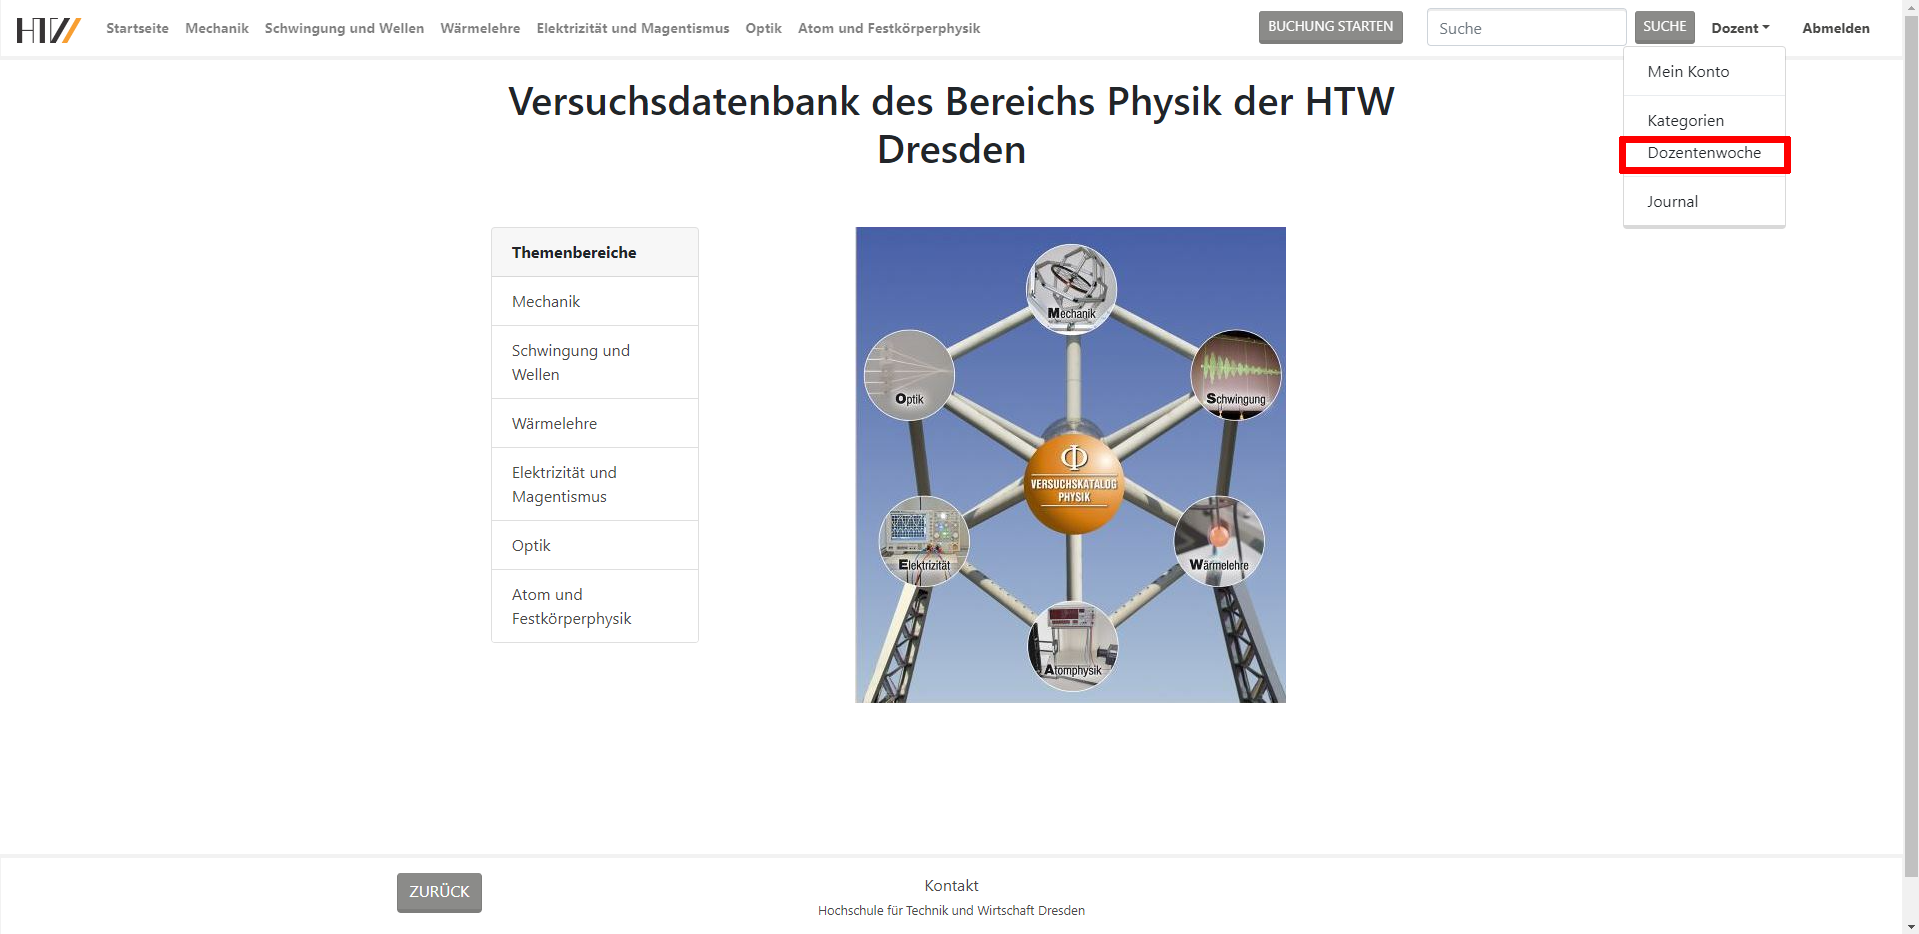 HTW
Startseite Mechanik Schwingung und Wellen Wärmelehre Elektrizität und Magentismus Optik Atom und Festkörperphysik BUCHUNG STARTEN Suche SUCHE Dozent Abmelden
Mein Konto
Kategorien
Dozentenwoche
Journal
Versuchsdatenbank des Bereichs Physik der HTW
Dresden
Themenbereiche
Mechanik
Schwingung und
Wellen
Wärmelehre
Elektrizität und
Magentismus
Optik
Atom und
Festkörperphysik
Mechanik
Optik
Schwingung
Φ
VERSUCHSKATALOG
PHYSIK
Elektrizität
Wärmelehre
Atomphysik
ZURÜCK
Kontakt
Hochschule für Technik und Wirtschaft Dresden